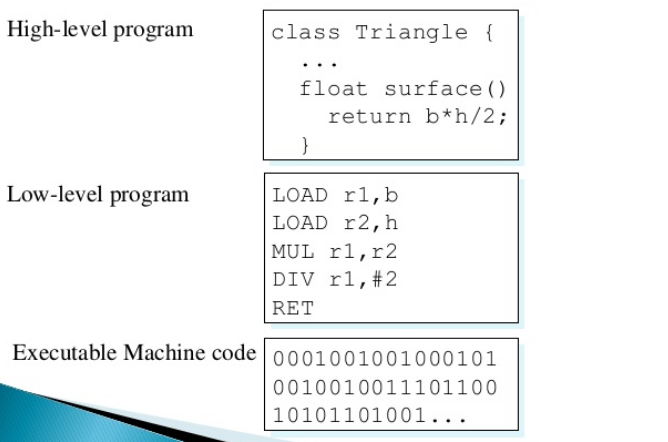 High-level program
class Triangle {
...
float surface()
return b*h/2;
}
Low-level program
LOAD r1,b
LOAD r2,h
MUL r1,r2
DIV r1,#2
RET
Executable Machine code
0001001001000101
0010010011101100
10101101001...